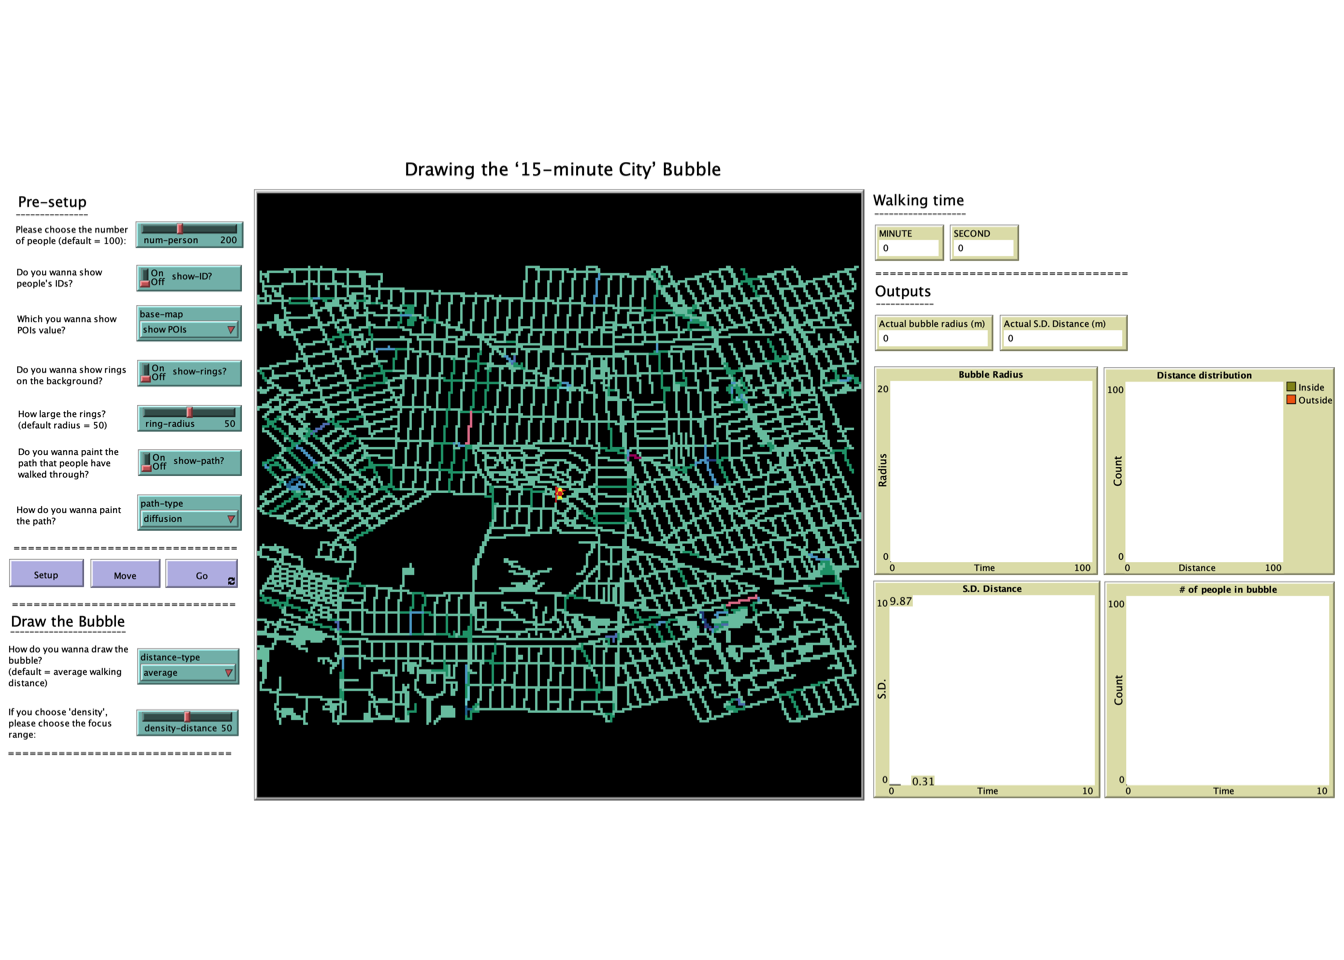 Drawing the ‘15-minute City’ Bubble
Pre-setup
---------------
Please choose the number
of people (default = 100):
num-person 200
Do you wanna show
people's IDs?
On
Off
show-ID?
Which you wanna show
POIs value?
base-map
show POIs
Do you wanna show rings
on the background?
On
Off
show-rings?
How large the rings?
(default radius = 50)
ring-radius 50
Do you wanna paint the
path that people have
walked through?
On
Off
show-path?
How do you wanna paint
the path?
path-type
diffusion
===============================
Setup
Move
Go
===============================
Draw the Bubble
------------------------
How do you wanna draw the
bubble?
(default = average walking
distance)
distance-type
average
If you choose 'density',
please choose the focus
range:
density-distance 50
===============================
Walking time
-------------------
MINUTE
0
SECOND
0
===================================
Outputs
------------
Actual bubble radius (m)
0
Actual S.D. Distance (m)
0
Bubble Radius
20
Radius
0
0 Time 100
Distance distribution
100
Count
0
0 Distance 100
Inside
Outside
S.D. Distance
10 9.87
S.D.
0 0.31
0 Time 10
# of people in bubble
100
Count
0
0 Time 10